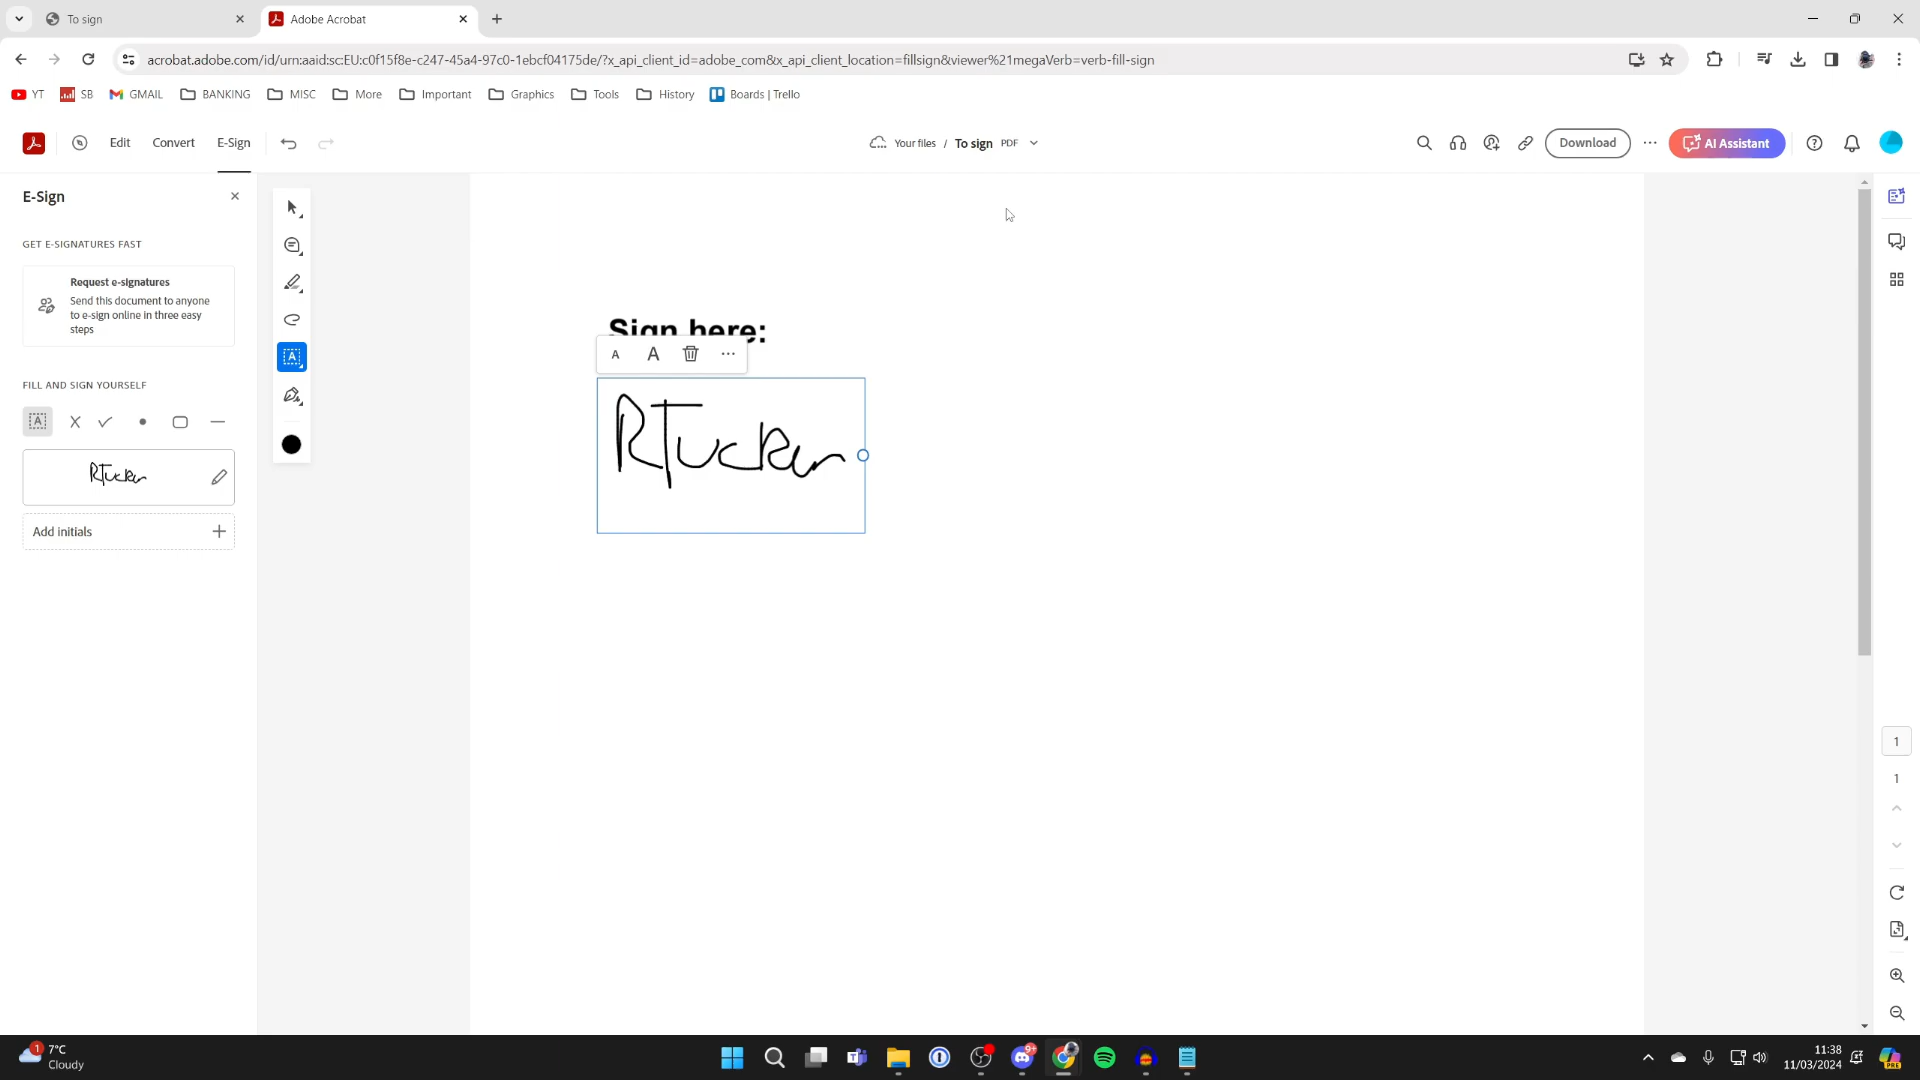 To sign
Adobe Acrobat
acrobat.adobe.com/id/urn:aaid:sc:EU:c0f15f8e-c247-45a4-97c0-1ebcf04175de/?x_api_client_id=adobe_com&x_api_client_location=fillsign&viewer%21megaVerb=verb-fill-sign
YT SB GMAIL BANKING MISC More Important Graphics Tools History Boards | Trello
Edit Convert E-Sign Your files / To sign PDF Download AI Assistant
E-Sign
GET E-SIGNATURES FAST
Request e-signatures
Send this document to anyone
to e-sign online in three easy
steps
FILL AND SIGN YOURSELF
RTucker
Add initials
Sign here:
A A
RTucker
1
1
1
7°C
Cloudy
9+
11:38
11/03/2024
PRE